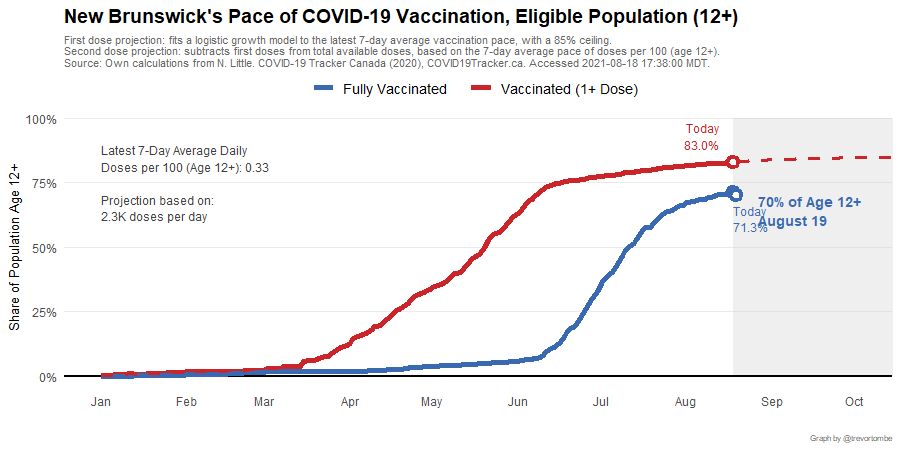 New Brunswick's Pace of COVID-19 Vaccination, Eligible Population (12+)
First dose projection: fits a logistic growth model to the latest 7-day average vaccination pace, with a 85% ceiling.
Second dose projection: subtracts first doses from total available doses, based on the 7-day average pace of doses per 100 (age 12+).
Source: Own calculations from N. Little. COVID-19 Tracker Canada (2020), COVID19Tracker.ca. Accessed 2021-08-18 17:38:00 MDT.
Fully Vaccinated
Vaccinated (1+ Dose)
Share of Population Age 12+
100%
75%
50%
25%
0%
Latest 7-Day Average Daily
Doses per 100 (Age 12+): 0.33
Projection based on:
2.3K doses per day
Today
83.0%
Today
71.3%
70% of Age 12+
August 19
Jan
Feb
Mar
Apr
May
Jun
Jul
Aug
Sep
Oct
Graph by @trevortombe